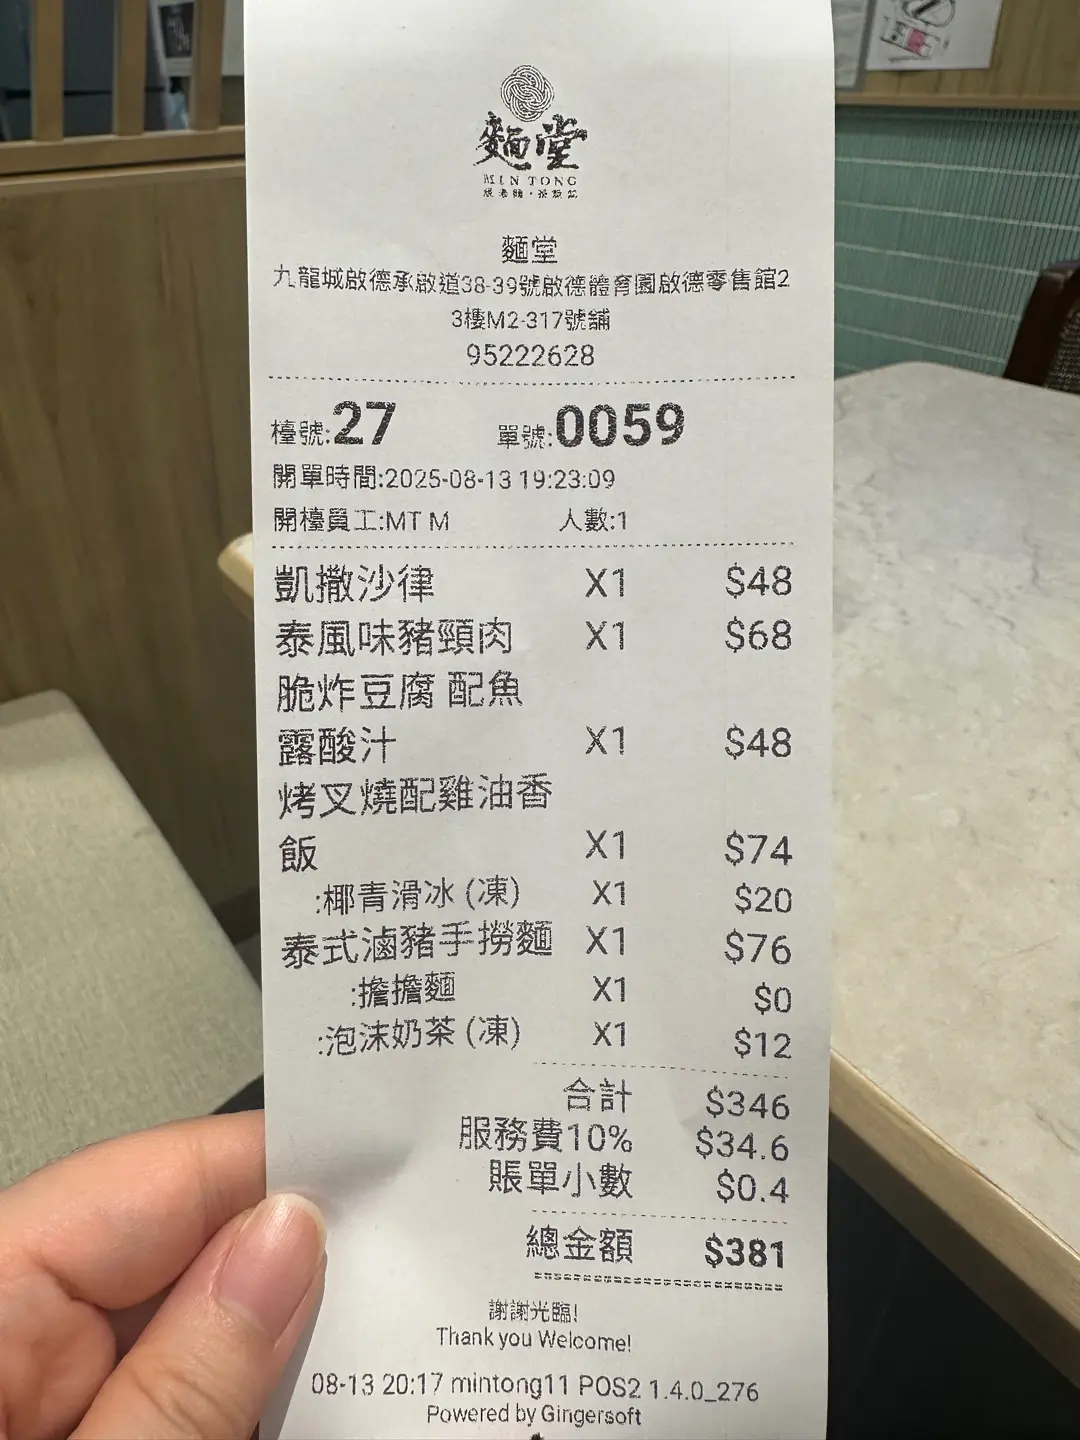 麵堂
MIN TONG
麵堂
九龍城啟德承啟道38-39號啟德體育園啟德零售館2
3樓M2-317號舖
95222628
檯號:27 單號:0059
開單時間:2025-08-13 19:23:09
開檯員工:MT M 人數:1
凱撒沙律 X1 $48
泰風味豬頸肉 X1 $68
脆炸豆腐 配魚
露酸汁 X1 $48
烤叉燒配雞油香
飯 X1 $74
:椰青滑冰 (凍) X1 $20
泰式滷豬手撈麵 X1 $76
:擔擔麵 X1 $0
:泡沫奶茶 (凍) X1 $12
合計 $346
服務費10% $34.6
賬單小數 $0.4
總金額 $381
謝謝光臨!
Thank you Welcome!
08-13 20:17 mintong11 POS2 1.4.0_276
Powered by Gingersoft